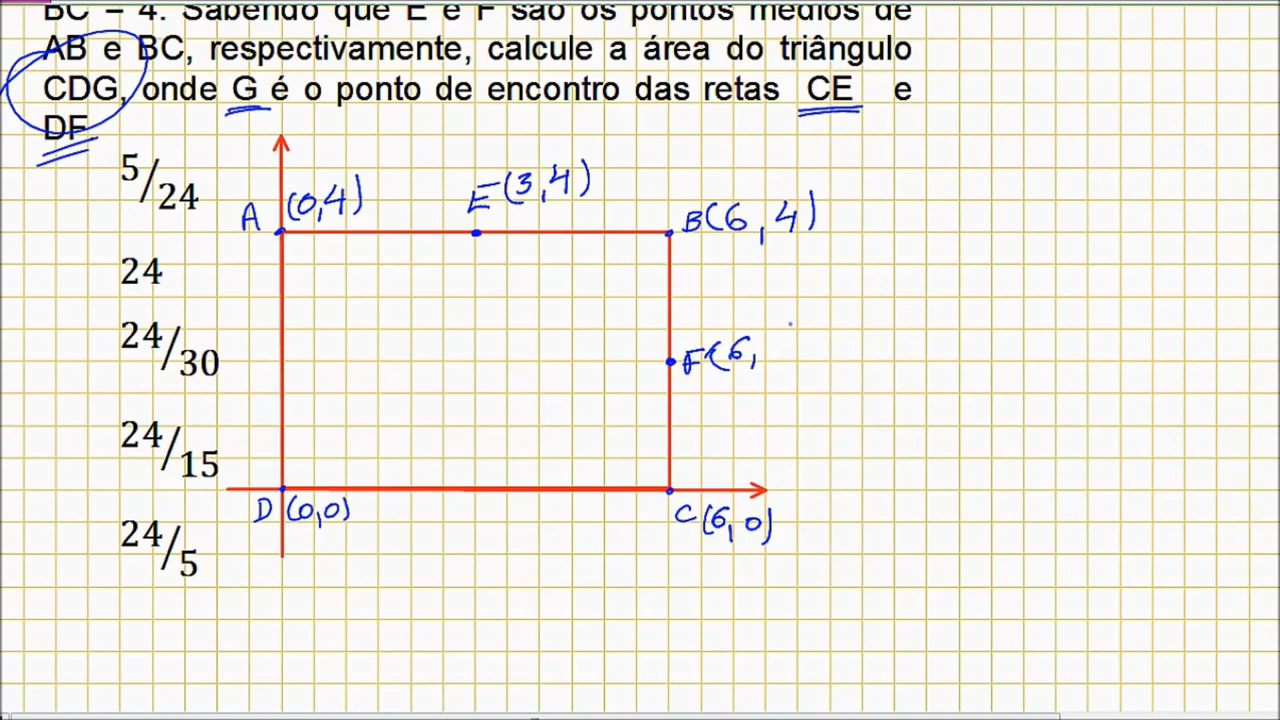 BC = 4. Sabendo que E e F são os pontos médios de
AB e BC, respectivamente, calcule a área do triângulo
CDG, onde G é o ponto de encontro das retas CE e
DF
5/24
E(3,4)
A (0,4)
B(6,4)
24
24/30
F(6,
24/15
D(0,0)
C(6,0)
24/5